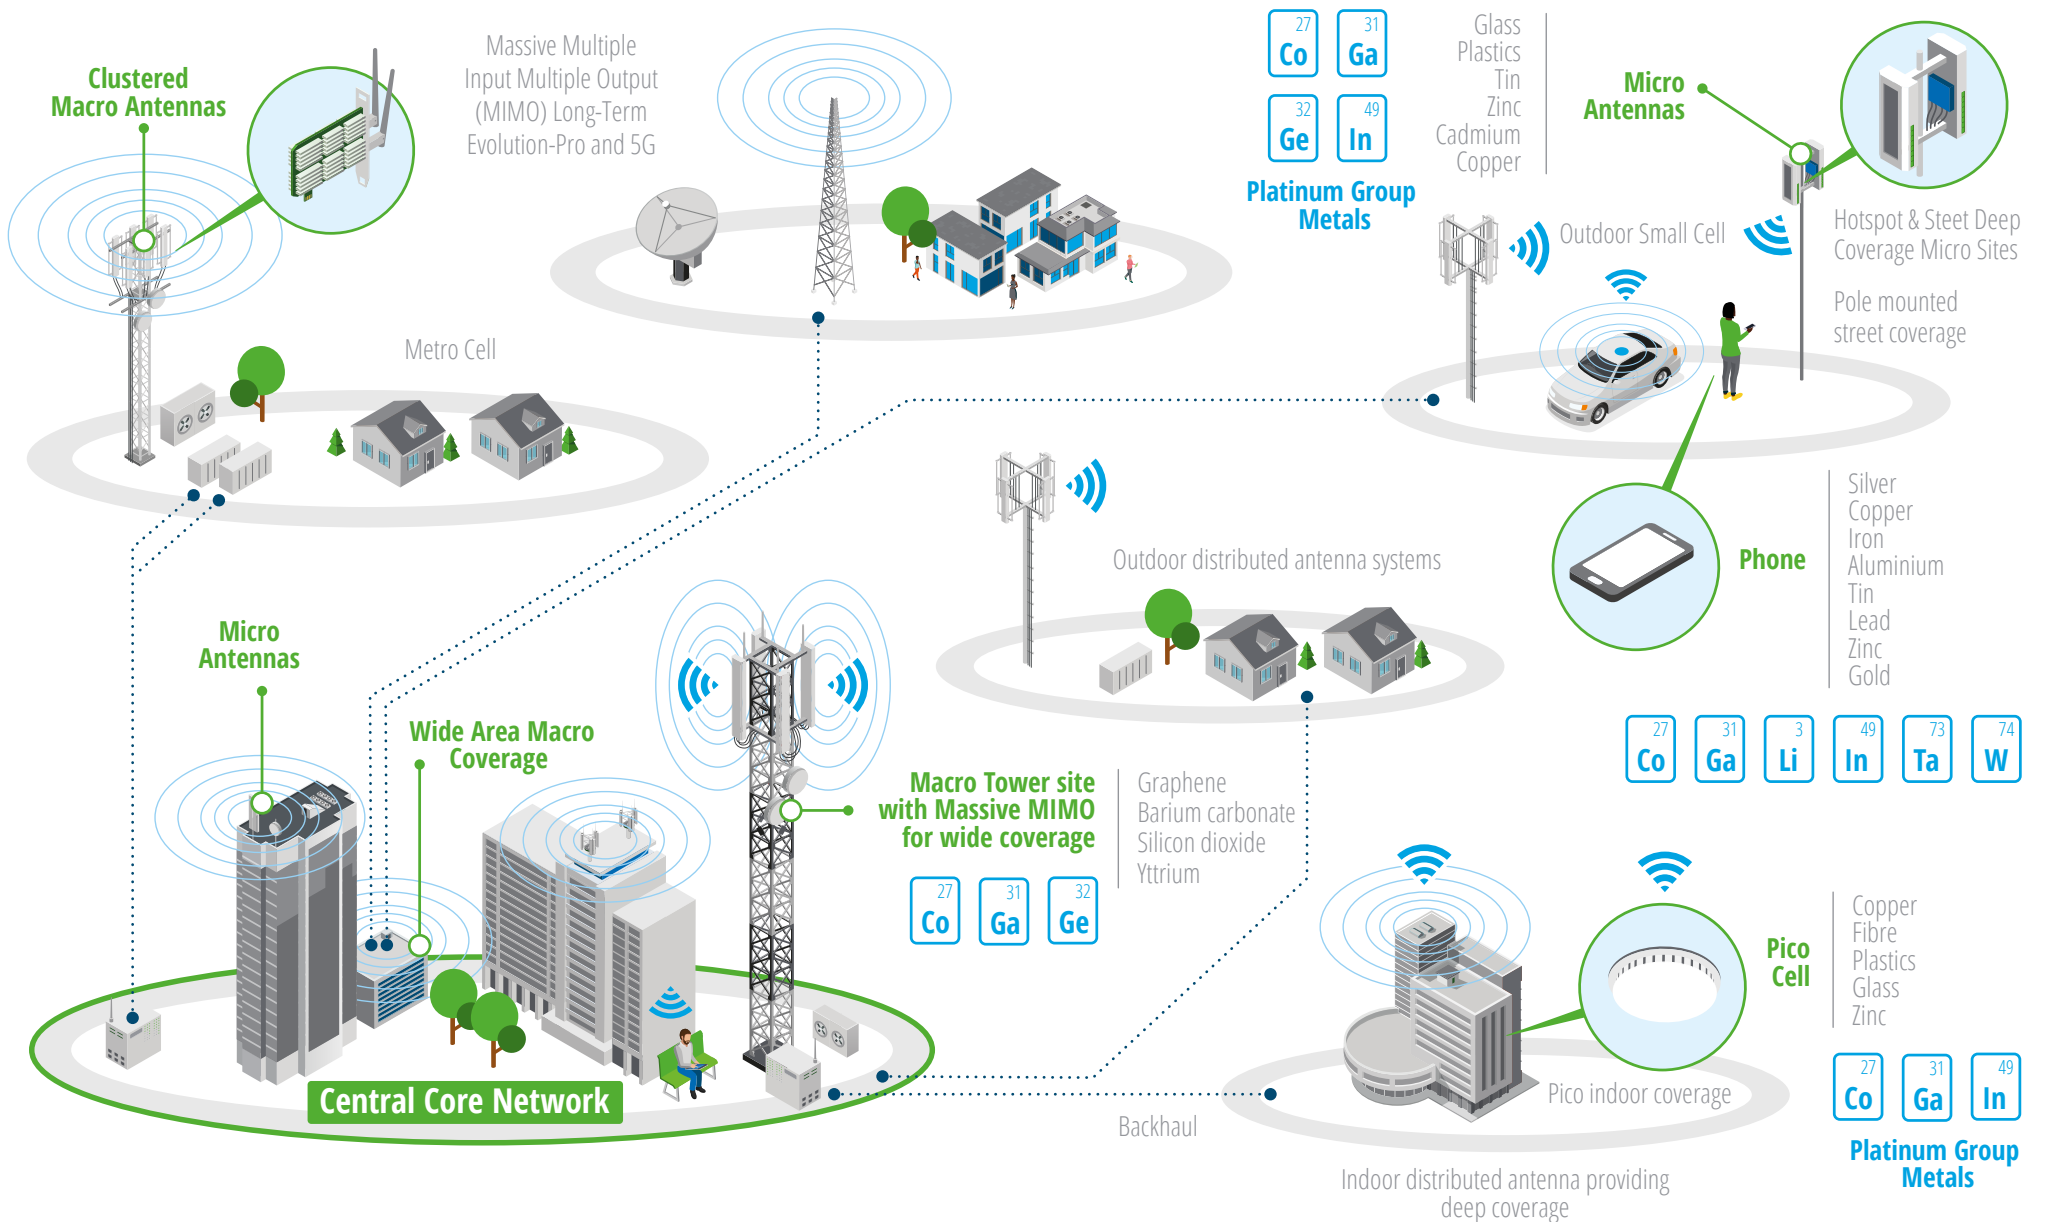 Clustered
Macro Antennas
Massive Multiple
Input Multiple Output
(MIMO) Long-Term
Evolution-Pro and 5G
27
Co
31
Ga
32
Ge
49
In
Platinum Group
Metals
Glass
Plastics
Tin
Zinc
Cadmium
Copper
Micro
Antennas
Outdoor Small Cell
Hotspot & Steet Deep
Coverage Micro Sites
Pole mounted
street coverage
Metro Cell
Outdoor distributed antenna systems
Phone
Silver
Copper
Iron
Aluminium
Tin
Lead
Zinc
Gold
27
Co
31
Ga
3
Li
49
In
73
Ta
74
W
Micro
Antennas
Wide Area Macro
Coverage
Macro Tower site
with Massive MIMO
for wide coverage
Graphene
Barium carbonate
Silicon dioxide
Yttrium
27
Co
31
Ga
32
Ge
Central Core Network
Backhaul
Pico indoor coverage
Indoor distributed antenna providing
deep coverage
Pico
Cell
Copper
Fibre
Plastics
Glass
Zinc
27
Co
31
Ga
49
In
Platinum Group
Metals